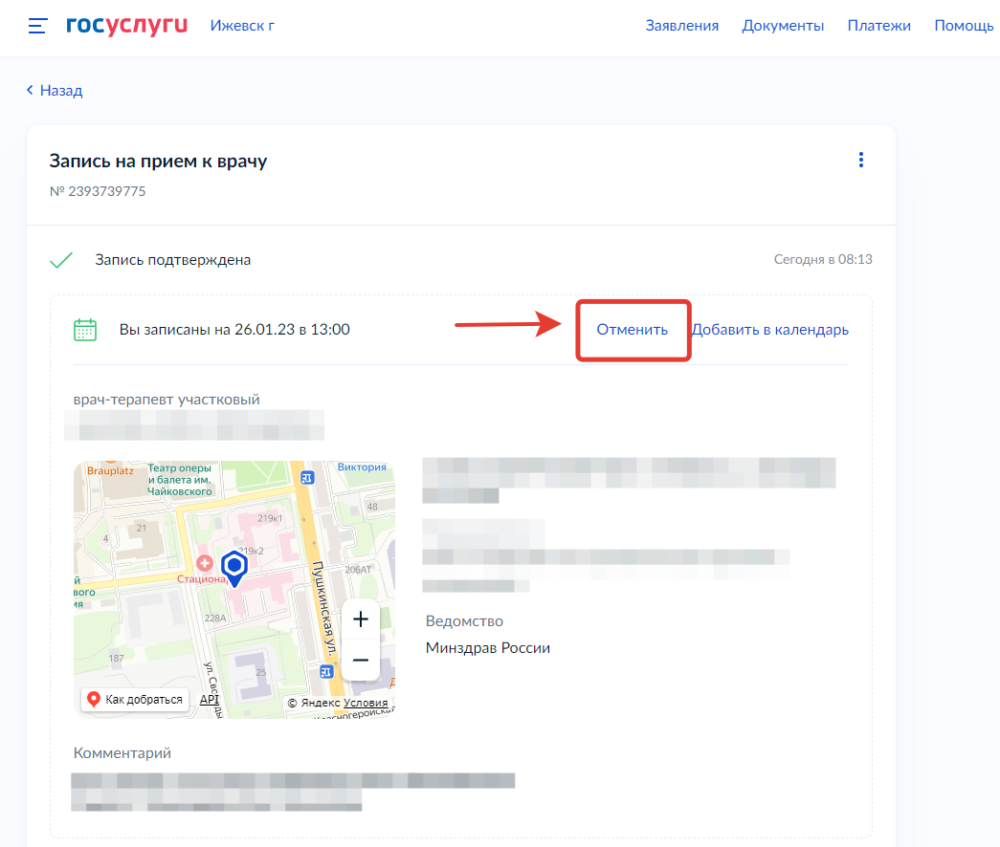 госуслуги Ижевск г Заявления Документы Платежи Помощь
Назад
Запись на прием к врачу
№ 2393739775
Запись подтверждена Сегодня в 08:13
Вы записаны на 26.01.23 в 13:00 Отменить Добавить в календарь
врач-терапевт участковый
Brauplatz
Театр оперы
и балета им.
Чайковского
Виктория
48
219к1
21
4
219к2
206АТ
Стациона
й
вого
ия
Пушкинская ул.
228А
187
25
ул. Св
+
−
Как добраться
API
© Яндекс Условия
Красногеройская
Ведомство
Минздрав России
Комментарий